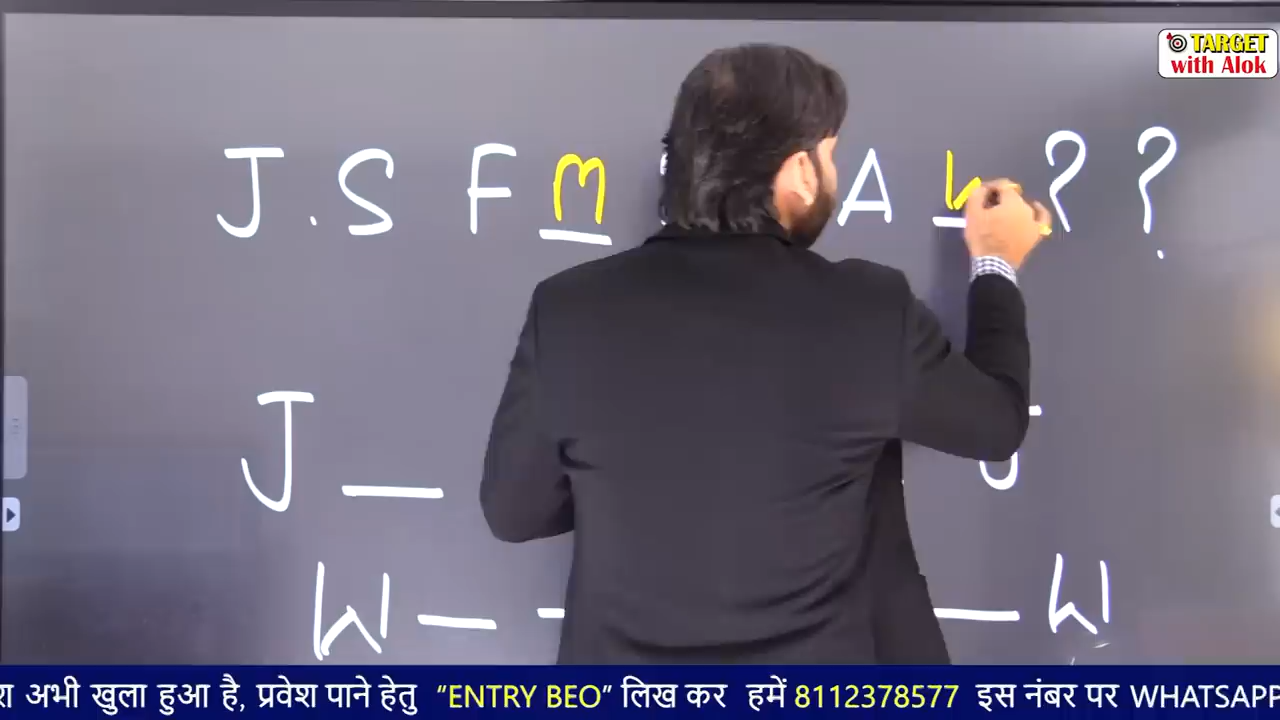 TARGET
with Alok
J . S F M A ? ?
J _
W _ _ _ W
अभी खुला हुआ है, प्रवेश पाने हेतु “ENTRY BEO” लिख कर हमें 8112378577 इस नंबर पर WHATSAPP